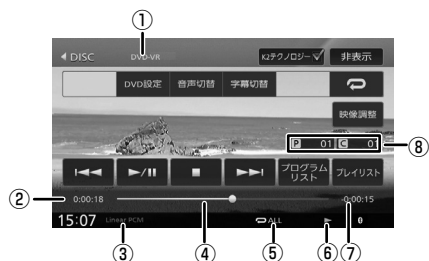 ①
DISC DVD-VR K2テクノロジー 非表示
DVD設定 音声切替 字幕切替
映像調整
P 01 C 01 ⑧
プログラムリスト プレイリスト
② 0:00:18 -0:00:15
15:07 Linear PCM ALL 0
③ ④ ⑤ ⑥ ⑦